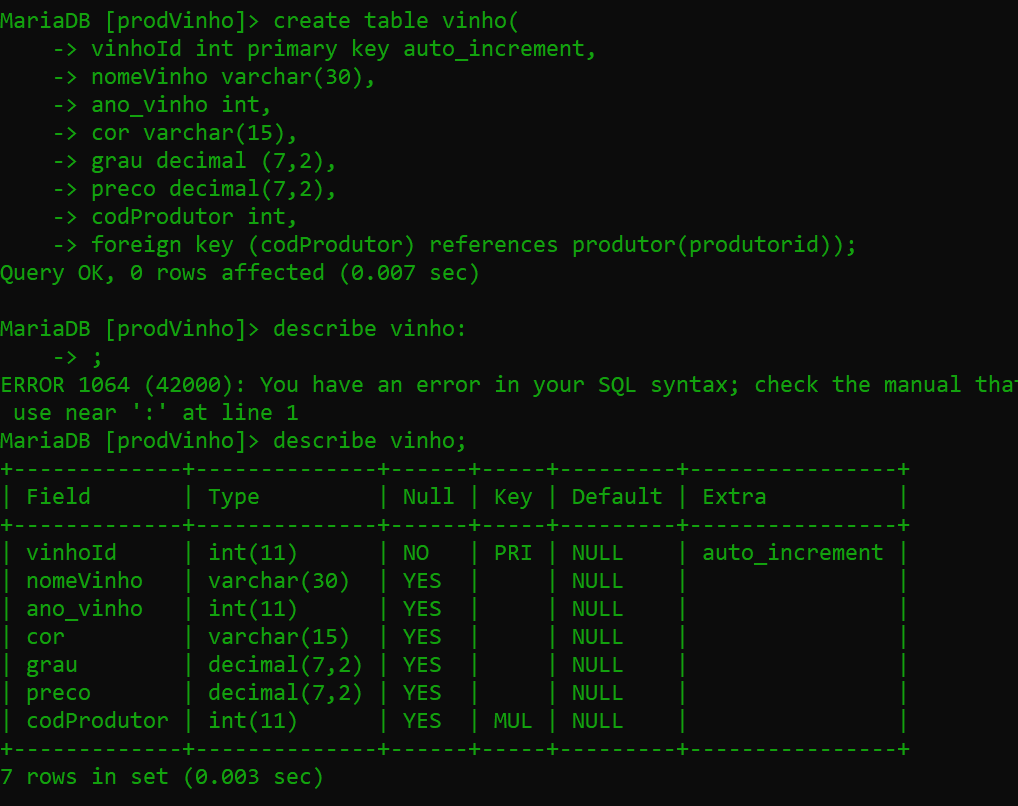 MariaDB [prodVinho]> create table vinho(
    -> vinhoId int primary key auto_increment,
    -> nomeVinho varchar(30),
    -> ano_vinho int,
    -> cor varchar(15),
    -> grau decimal (7,2),
    -> preco decimal(7,2),
    -> codProdutor int,
    -> foreign key (codProdutor) references produtor(produtorid));
Query OK, 0 rows affected (0.007 sec)

MariaDB [prodVinho]> describe vinho:
    -> ;
ERROR 1064 (42000): You have an error in your SQL syntax; check the manual that
 use near ':' at line 1
MariaDB [prodVinho]> describe vinho;
+-------------+--------------+------+-----+---------+----------------+
| Field       | Type         | Null | Key | Default | Extra          |
+-------------+--------------+------+-----+---------+----------------+
| vinhoId     | int(11)      | NO   | PRI | NULL    | auto_increment |
| nomeVinho   | varchar(30)  | YES  |     | NULL    |                |
| ano_vinho   | int(11)      | YES  |     | NULL    |                |
| cor         | varchar(15)  | YES  |     | NULL    |                |
| grau        | decimal(7,2) | YES  |     | NULL    |                |
| preco       | decimal(7,2) | YES  |     | NULL    |                |
| codProdutor | int(11)      | YES  | MUL | NULL    |                |
+-------------+--------------+------+-----+---------+----------------+
7 rows in set (0.003 sec)